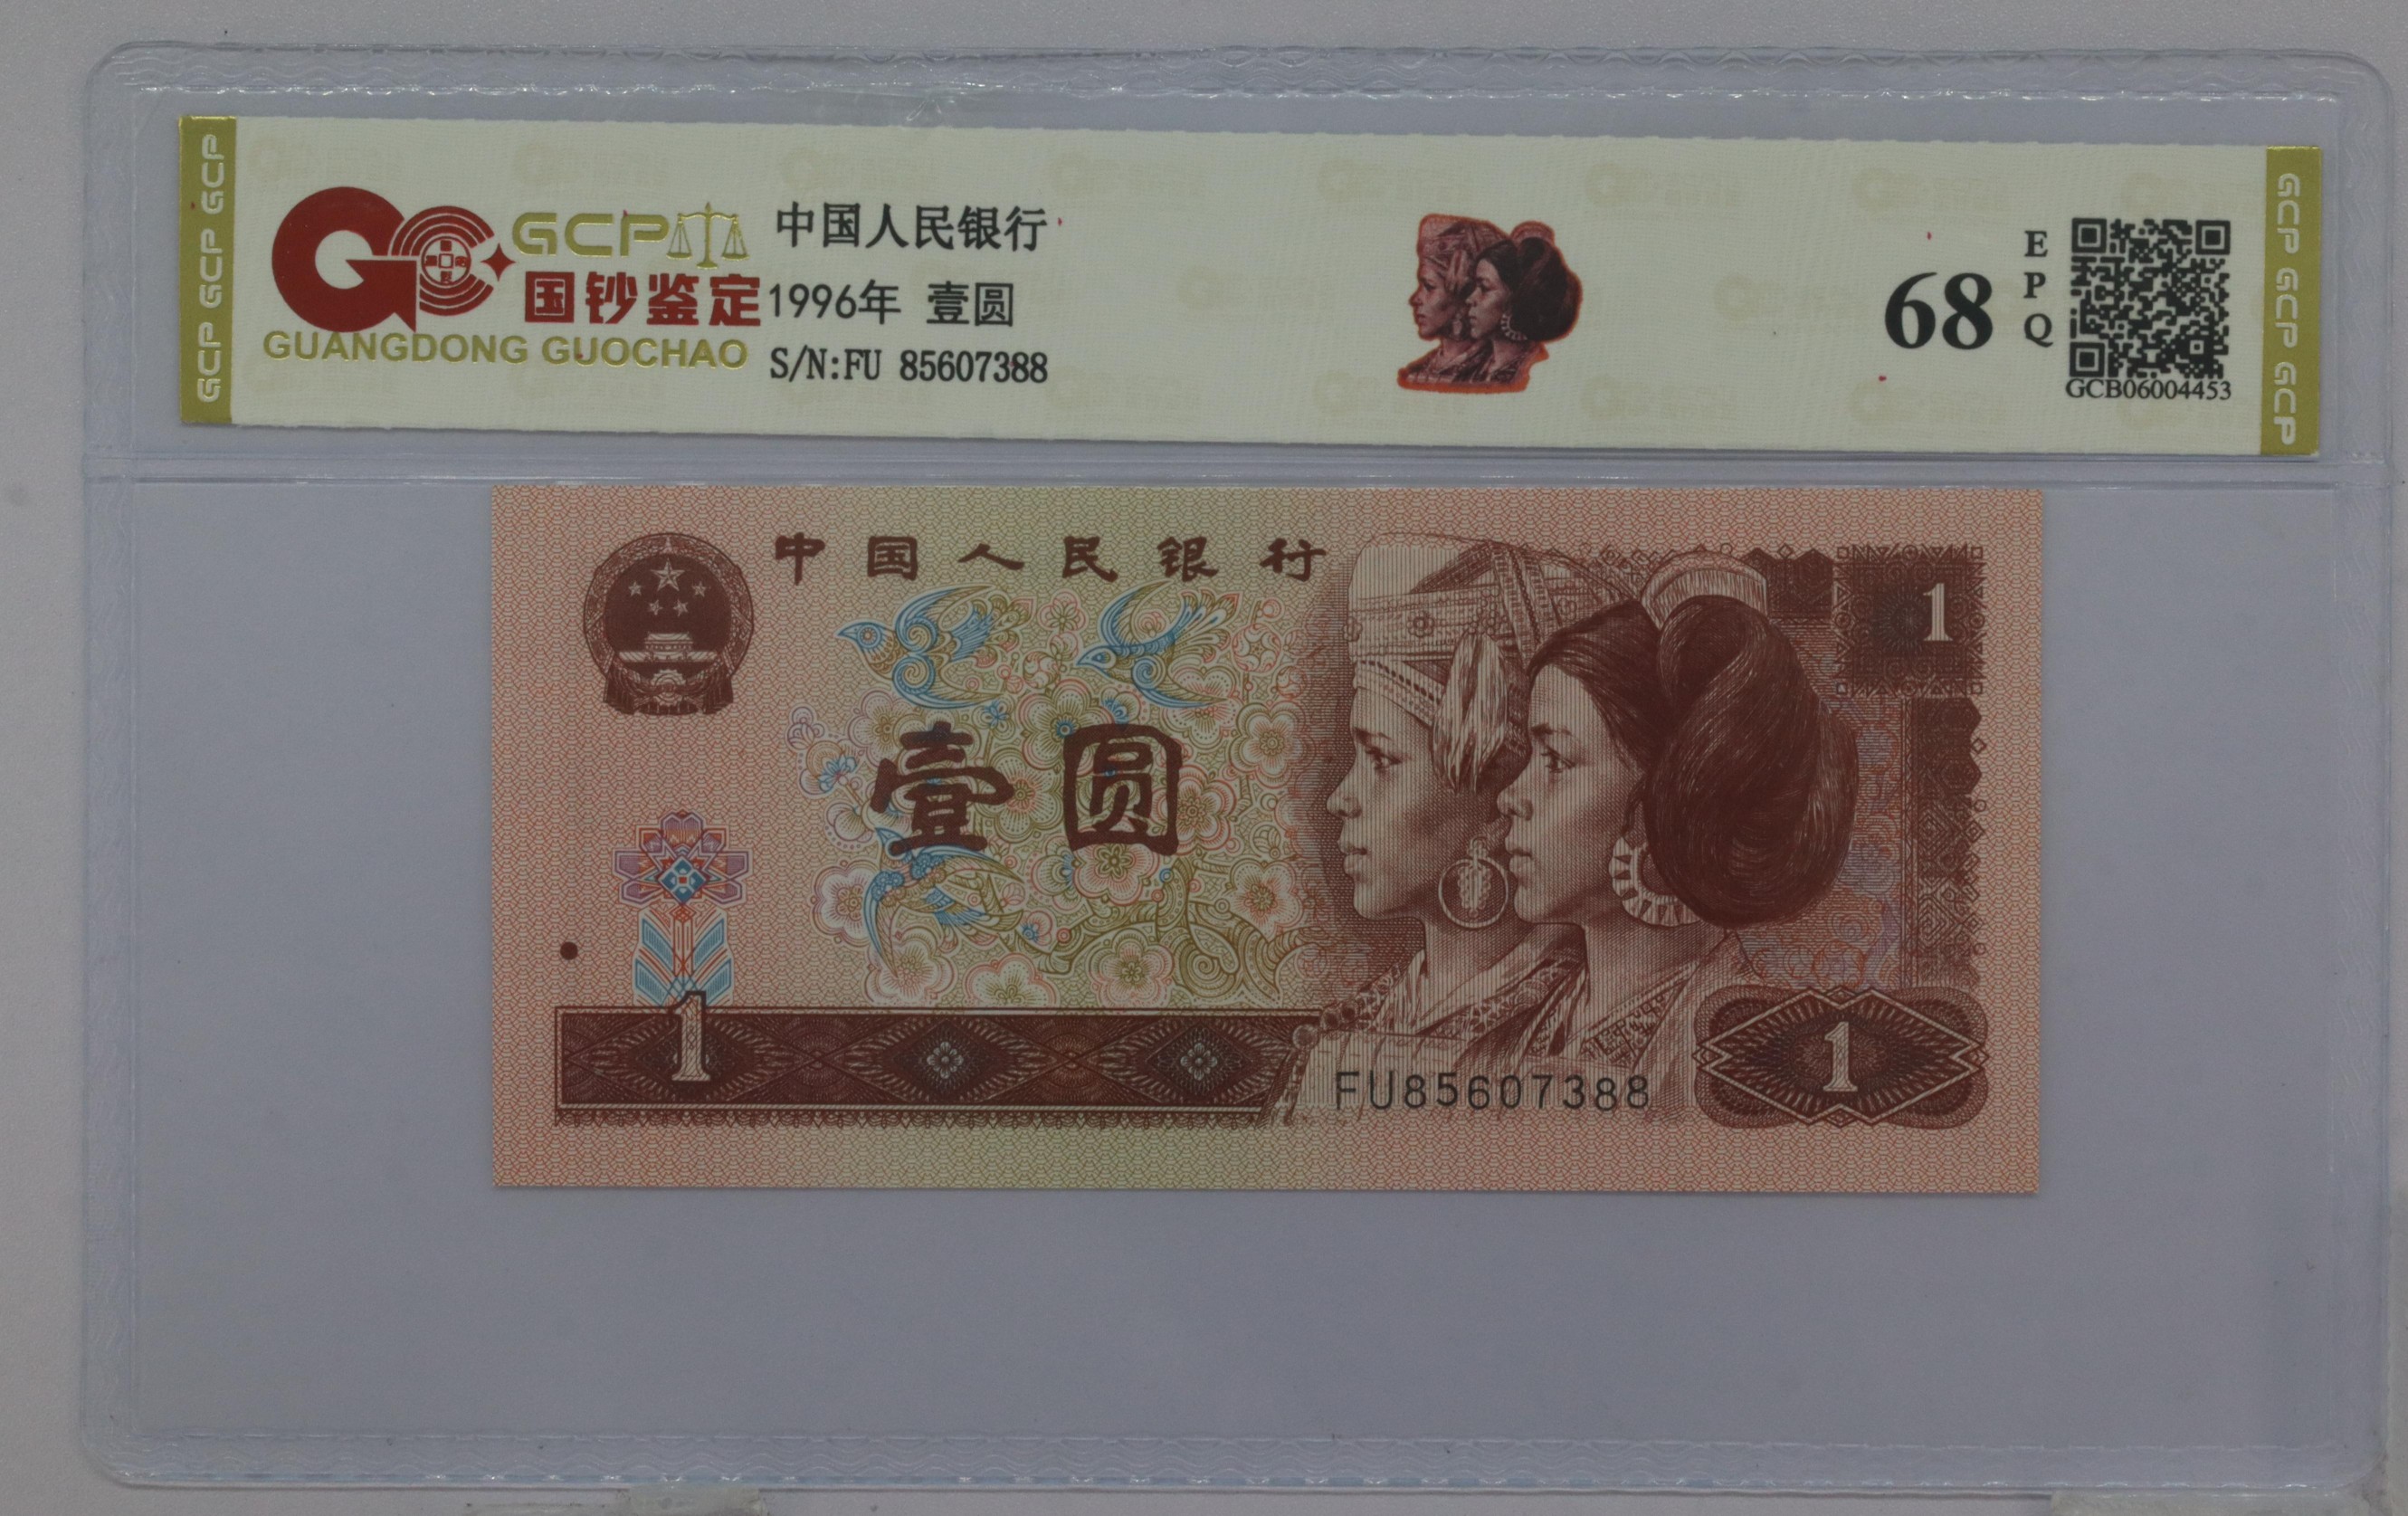 GCP GCP GCP
GCP
国钞鉴定
GUANGDONG GUOCHAO
中国人民银行
1996年 壹圆
S/N:FU 85607388
68
EPQ
GCB06004453
GCP GCP GCP
中国人民银行
1
壹圆
1
FU85607388
1